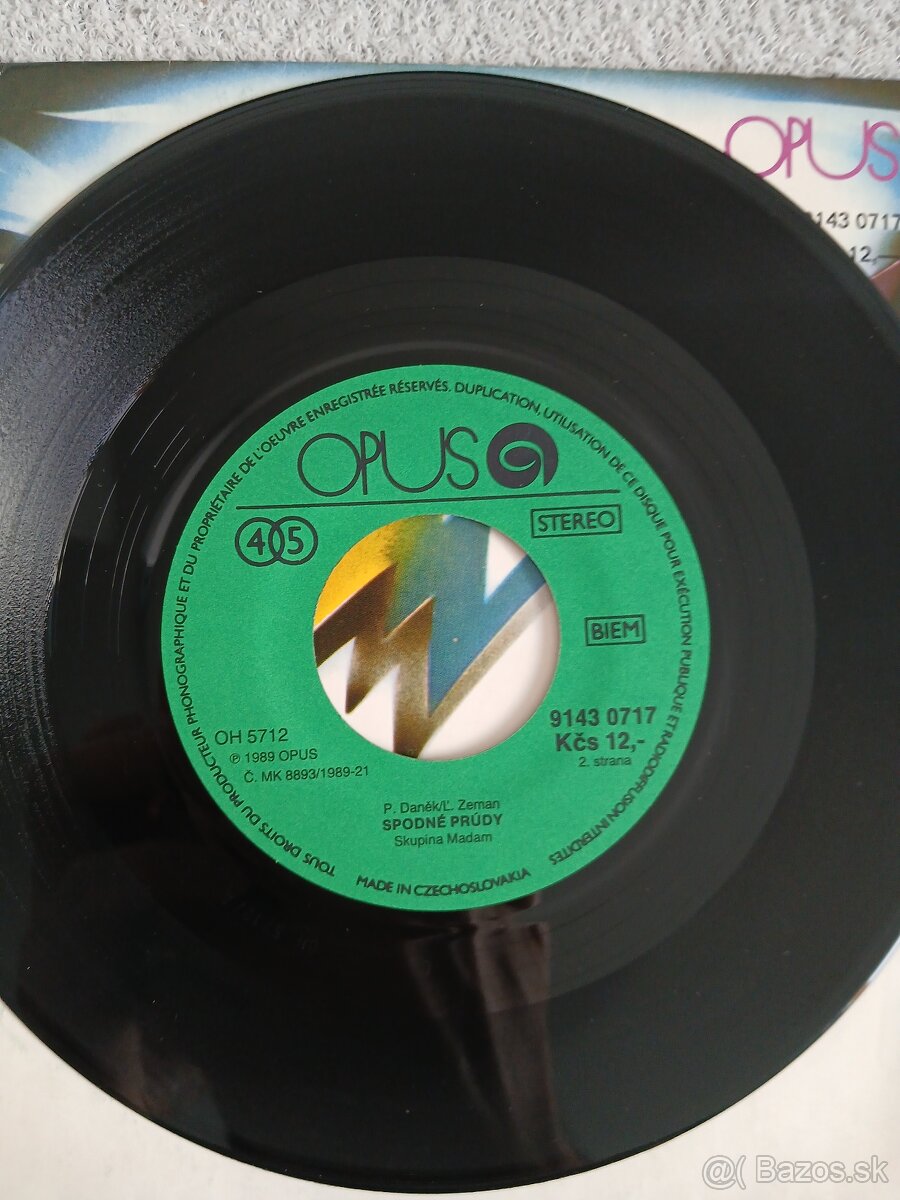 OPUS
9143 0717
12,—
TOUS DROITS DU PRODUCTEUR PHONOGRAPHIQUE ET DU PROPRIÉTAIRE DE L'OEUVRE ENREGISTRÉE RÉSERVÉS. DUPLICATION, UTILISATION DE CE DISQUE POUR EXÉCUTION PUBLIQUE ET RADIODIFFUSION INTERDITES
OPUS
45
STEREO
BIEM
OH 5712
℗ 1989 OPUS
Č. MK 8893/1989-21
9143 0717
Kčs 12,-
2. strana
P. Daněk/Ľ. Zeman
SPODNÉ PRÚDY
Skupina Madam
MADE IN CZECHOSLOVAKIA
@( Bazos.sk